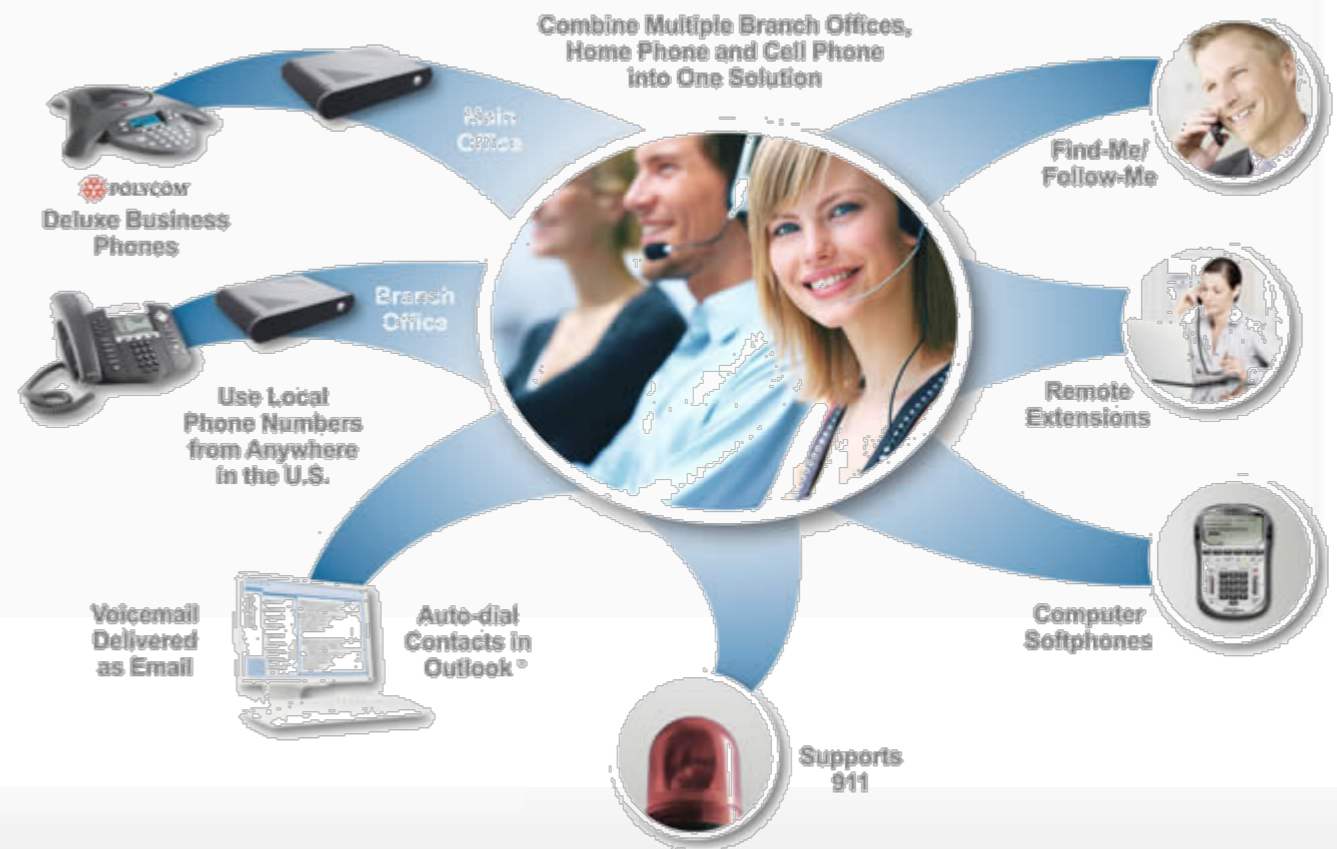 Combine Multiple Branch Offices,
Home Phone and Cell Phone
into One Solution
Main
Office
Find-Me/
Follow-Me
POLYCOM
Deluxe Business
Phones
Branch
Office
Remote
Extensions
Use Local
Phone Numbers
from Anywhere
in the U.S.
Voicemail
Delivered
as Email
Auto-dial
Contacts in
Outlook ®
Computer
Softphones
Supports
911